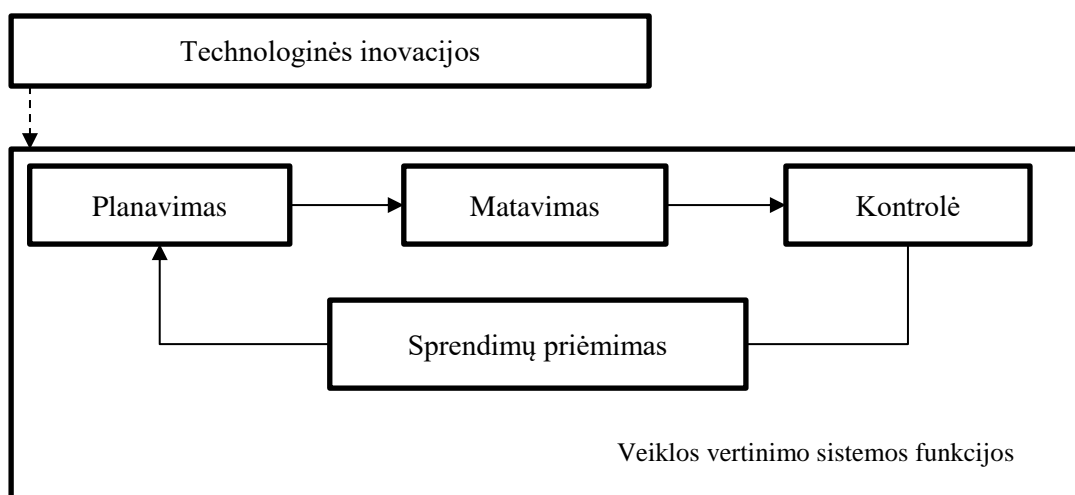 Technologinės inovacijos
Planavimas
Matavimas
Kontrolė
Sprendimų priėmimas
Veiklos vertinimo sistemos funkcijos